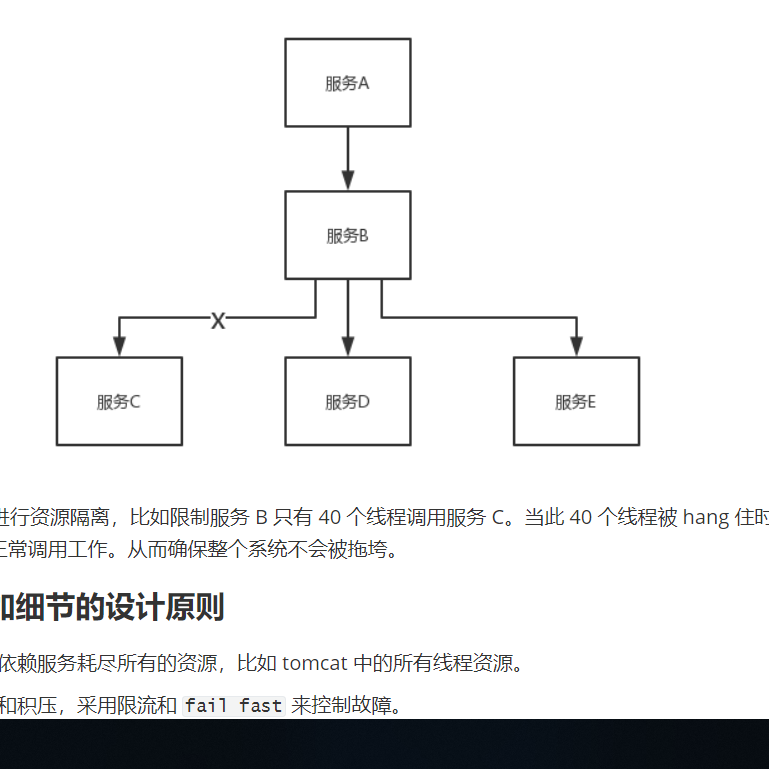 服务A
服务B
X
服务C
服务D
服务E
进行资源隔离，比如限制服务 B 只有 40 个线程调用服务 C。当此 40 个线程被 hang 住时
正常调用工作。从而确保整个系统不会被拖垮。
和细节的设计原则
依赖服务耗尽所有的资源，比如 tomcat 中的所有线程资源。
和积压，采用限流和 fail fast 来控制故障。